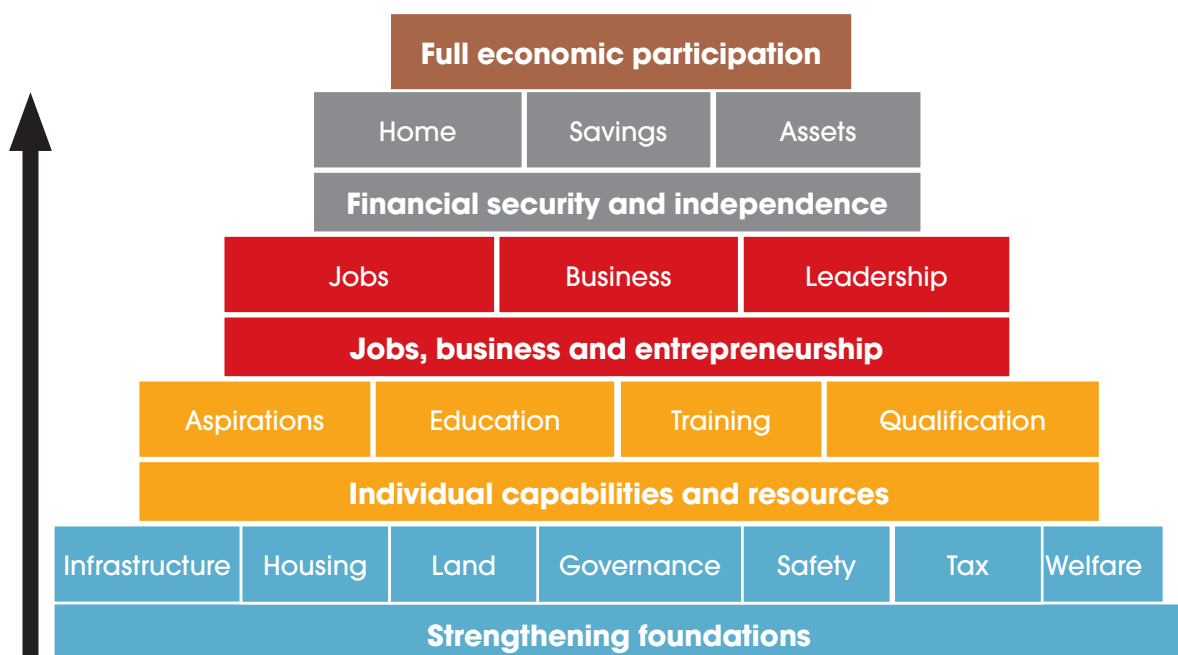 Full economic participation
Home Savings Assets
Financial security and independence
Jobs Business Leadership
Jobs, business and entrepreneurship
Aspirations Education Training Qualification
Individual capabilities and resources
Infrastructure Housing Land Governance Safety Tax Welfare
Strengthening foundations